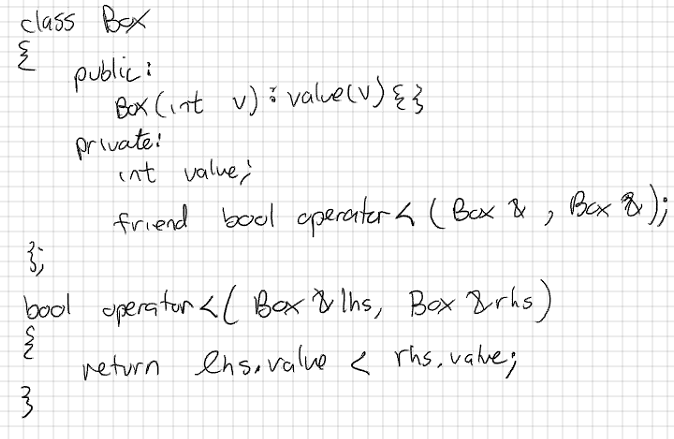 class Box
{
public:
Box(int v) : value(v) {}
private:
int value;
friend bool operator< (Box & , Box &);
};
bool operator<( Box &lhs, Box &rhs)
{
return lhs.value < rhs.value;
}